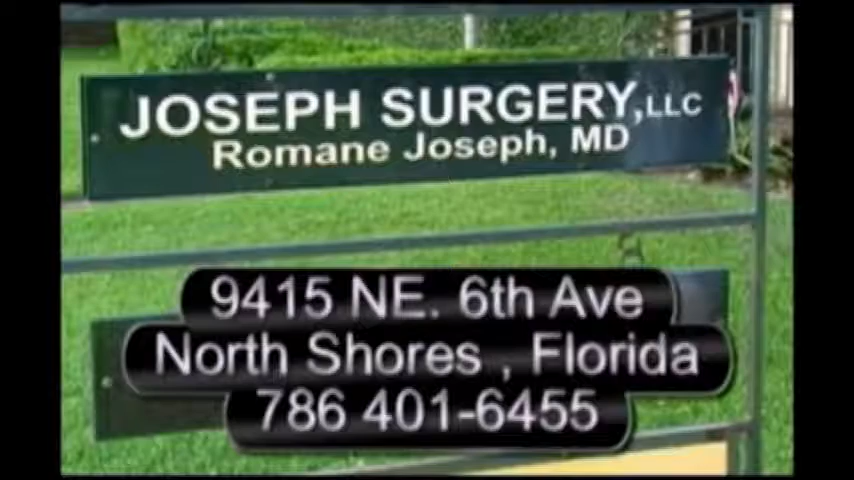 JOSEPH SURGERY,LLC
Romane Joseph, MD
9415 NE. 6th Ave
North Shores , Florida
786 401-6455